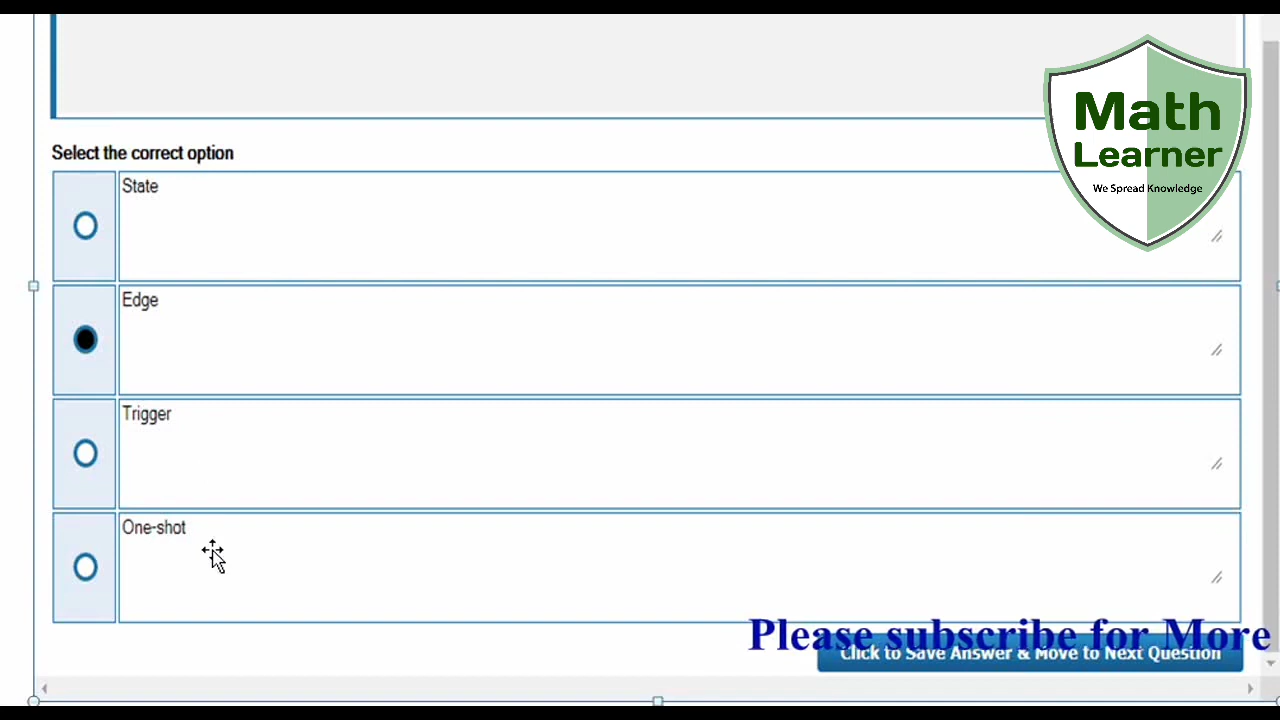 Math
Learner
We Spread Knowledge
Select the correct option
State
Edge
Trigger
One-shot
Please subscribe for More
Click to Save Answer & Move to Next Question